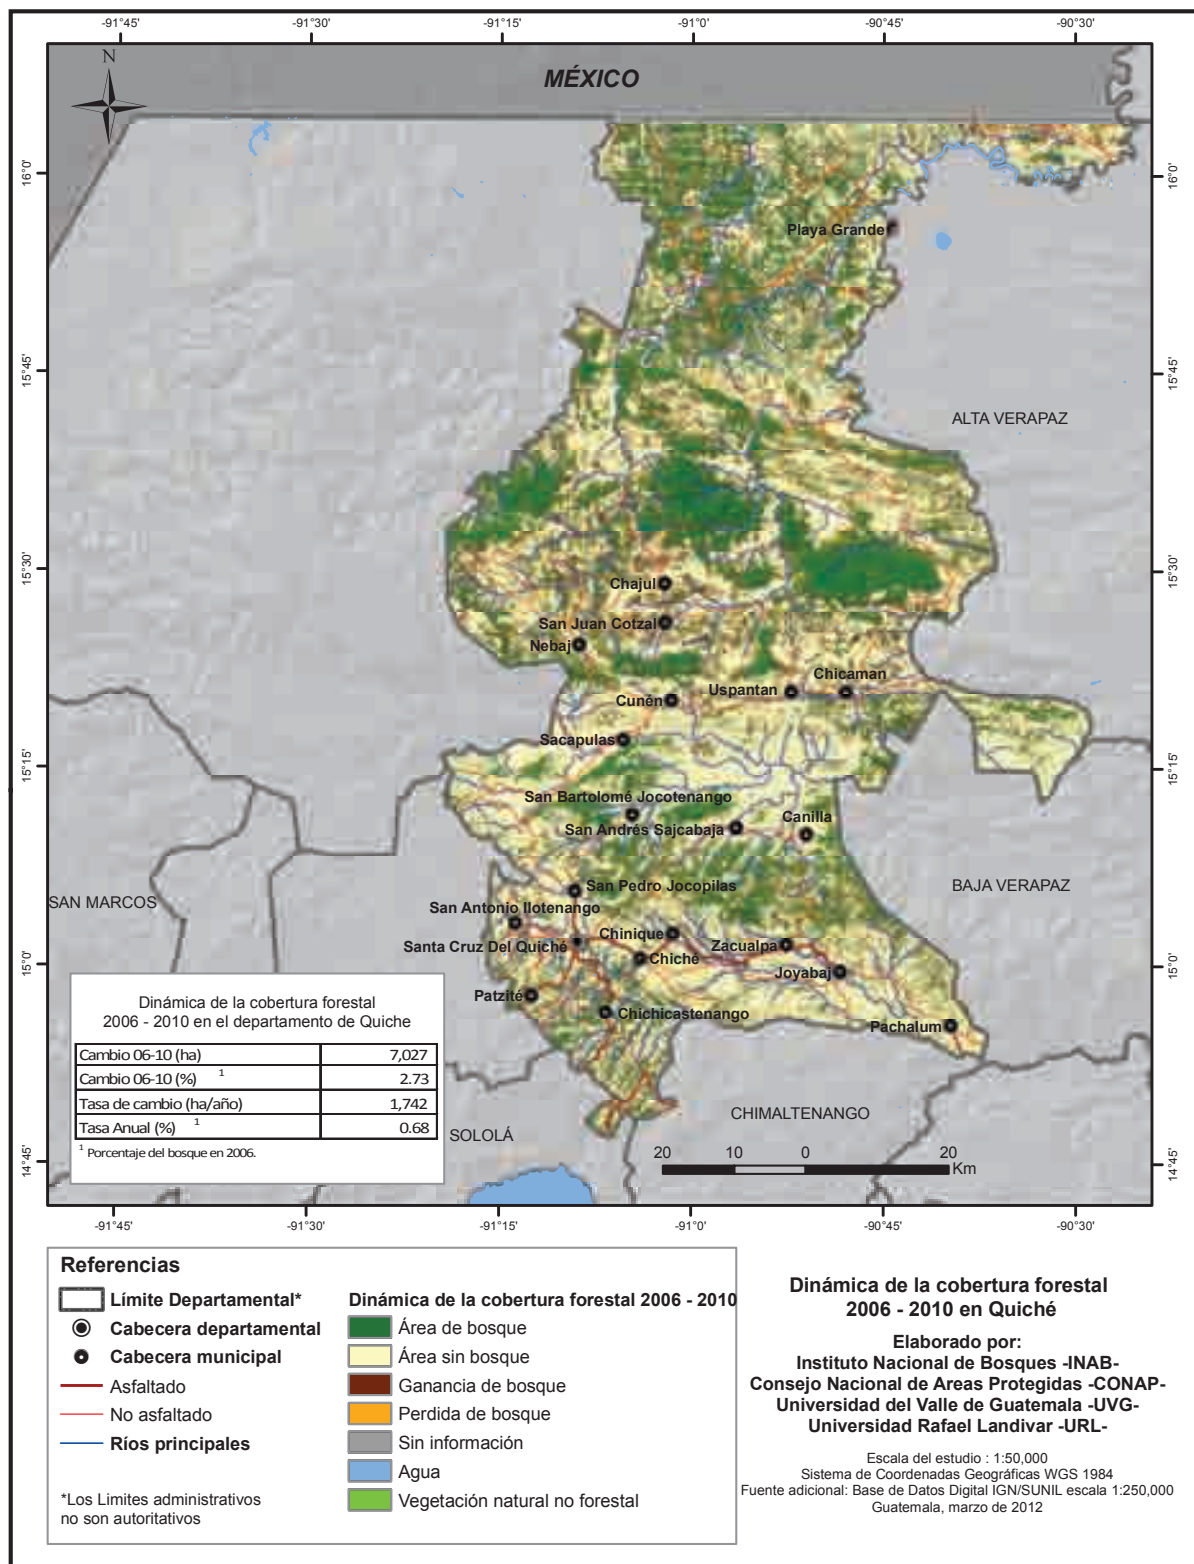 -91°45' -91°30' -91°15' -91°0' -90°45' -90°30'
N
MÉXICO
16°0' 16°0'
Playa Grande
15°45' 15°45'
ALTA VERAPAZ
15°30' 15°30'
Chajul
San Juan Cotzal
Nebaj
Chicaman
Uspantan
Cunén
Sacapulas
15°15' 15°15'
San Bartolomé Jocotenango
Canilla
San Andrés Sajcabaja
San Pedro Jocopilas
BAJA VERAPAZ
SAN MARCOS
San Antonio Ilotenango
Chinique
Santa Cruz Del Quiché
Zacualpa
Chiché
15°0' 15°0'
Joyabaj
Patzité
Chichicastenango
Pachalum
Dinámica de la cobertura forestal
2006 - 2010 en el departamento de Quiche
Cambio 06-10 (ha) 7,027
Cambio 06-10 (%) 1 2.73
Tasa de cambio (ha/año) 1,742
Tasa Anual (%) 1 0.68
1 Porcentaje del bosque en 2006.
CHIMALTENANGO
SOLOLÁ
20 10 0 20
Km
14°45' 14°45'
-91°45' -91°30' -91°15' -91°0' -90°45' -90°30'
Referencias
Límite Departamental*
Cabecera departamental
Cabecera municipal
Asfaltado
No asfaltado
Ríos principales
*Los Limites administrativos
no son autoritativos
Dinámica de la cobertura forestal 2006 - 2010
Área de bosque
Área sin bosque
Ganancia de bosque
Perdida de bosque
Sin información
Agua
Vegetación natural no forestal
Dinámica de la cobertura forestal
2006 - 2010 en Quiché
Elaborado por:
Instituto Nacional de Bosques -INAB-
Consejo Nacional de Areas Protegidas -CONAP-
Universidad del Valle de Guatemala -UVG-
Universidad Rafael Landivar -URL-
Escala del estudio : 1:50,000
Sistema de Coordenadas Geográficas WGS 1984
Fuente adicional: Base de Datos Digital IGN/SUNIL escala 1:250,000
Guatemala, marzo de 2012